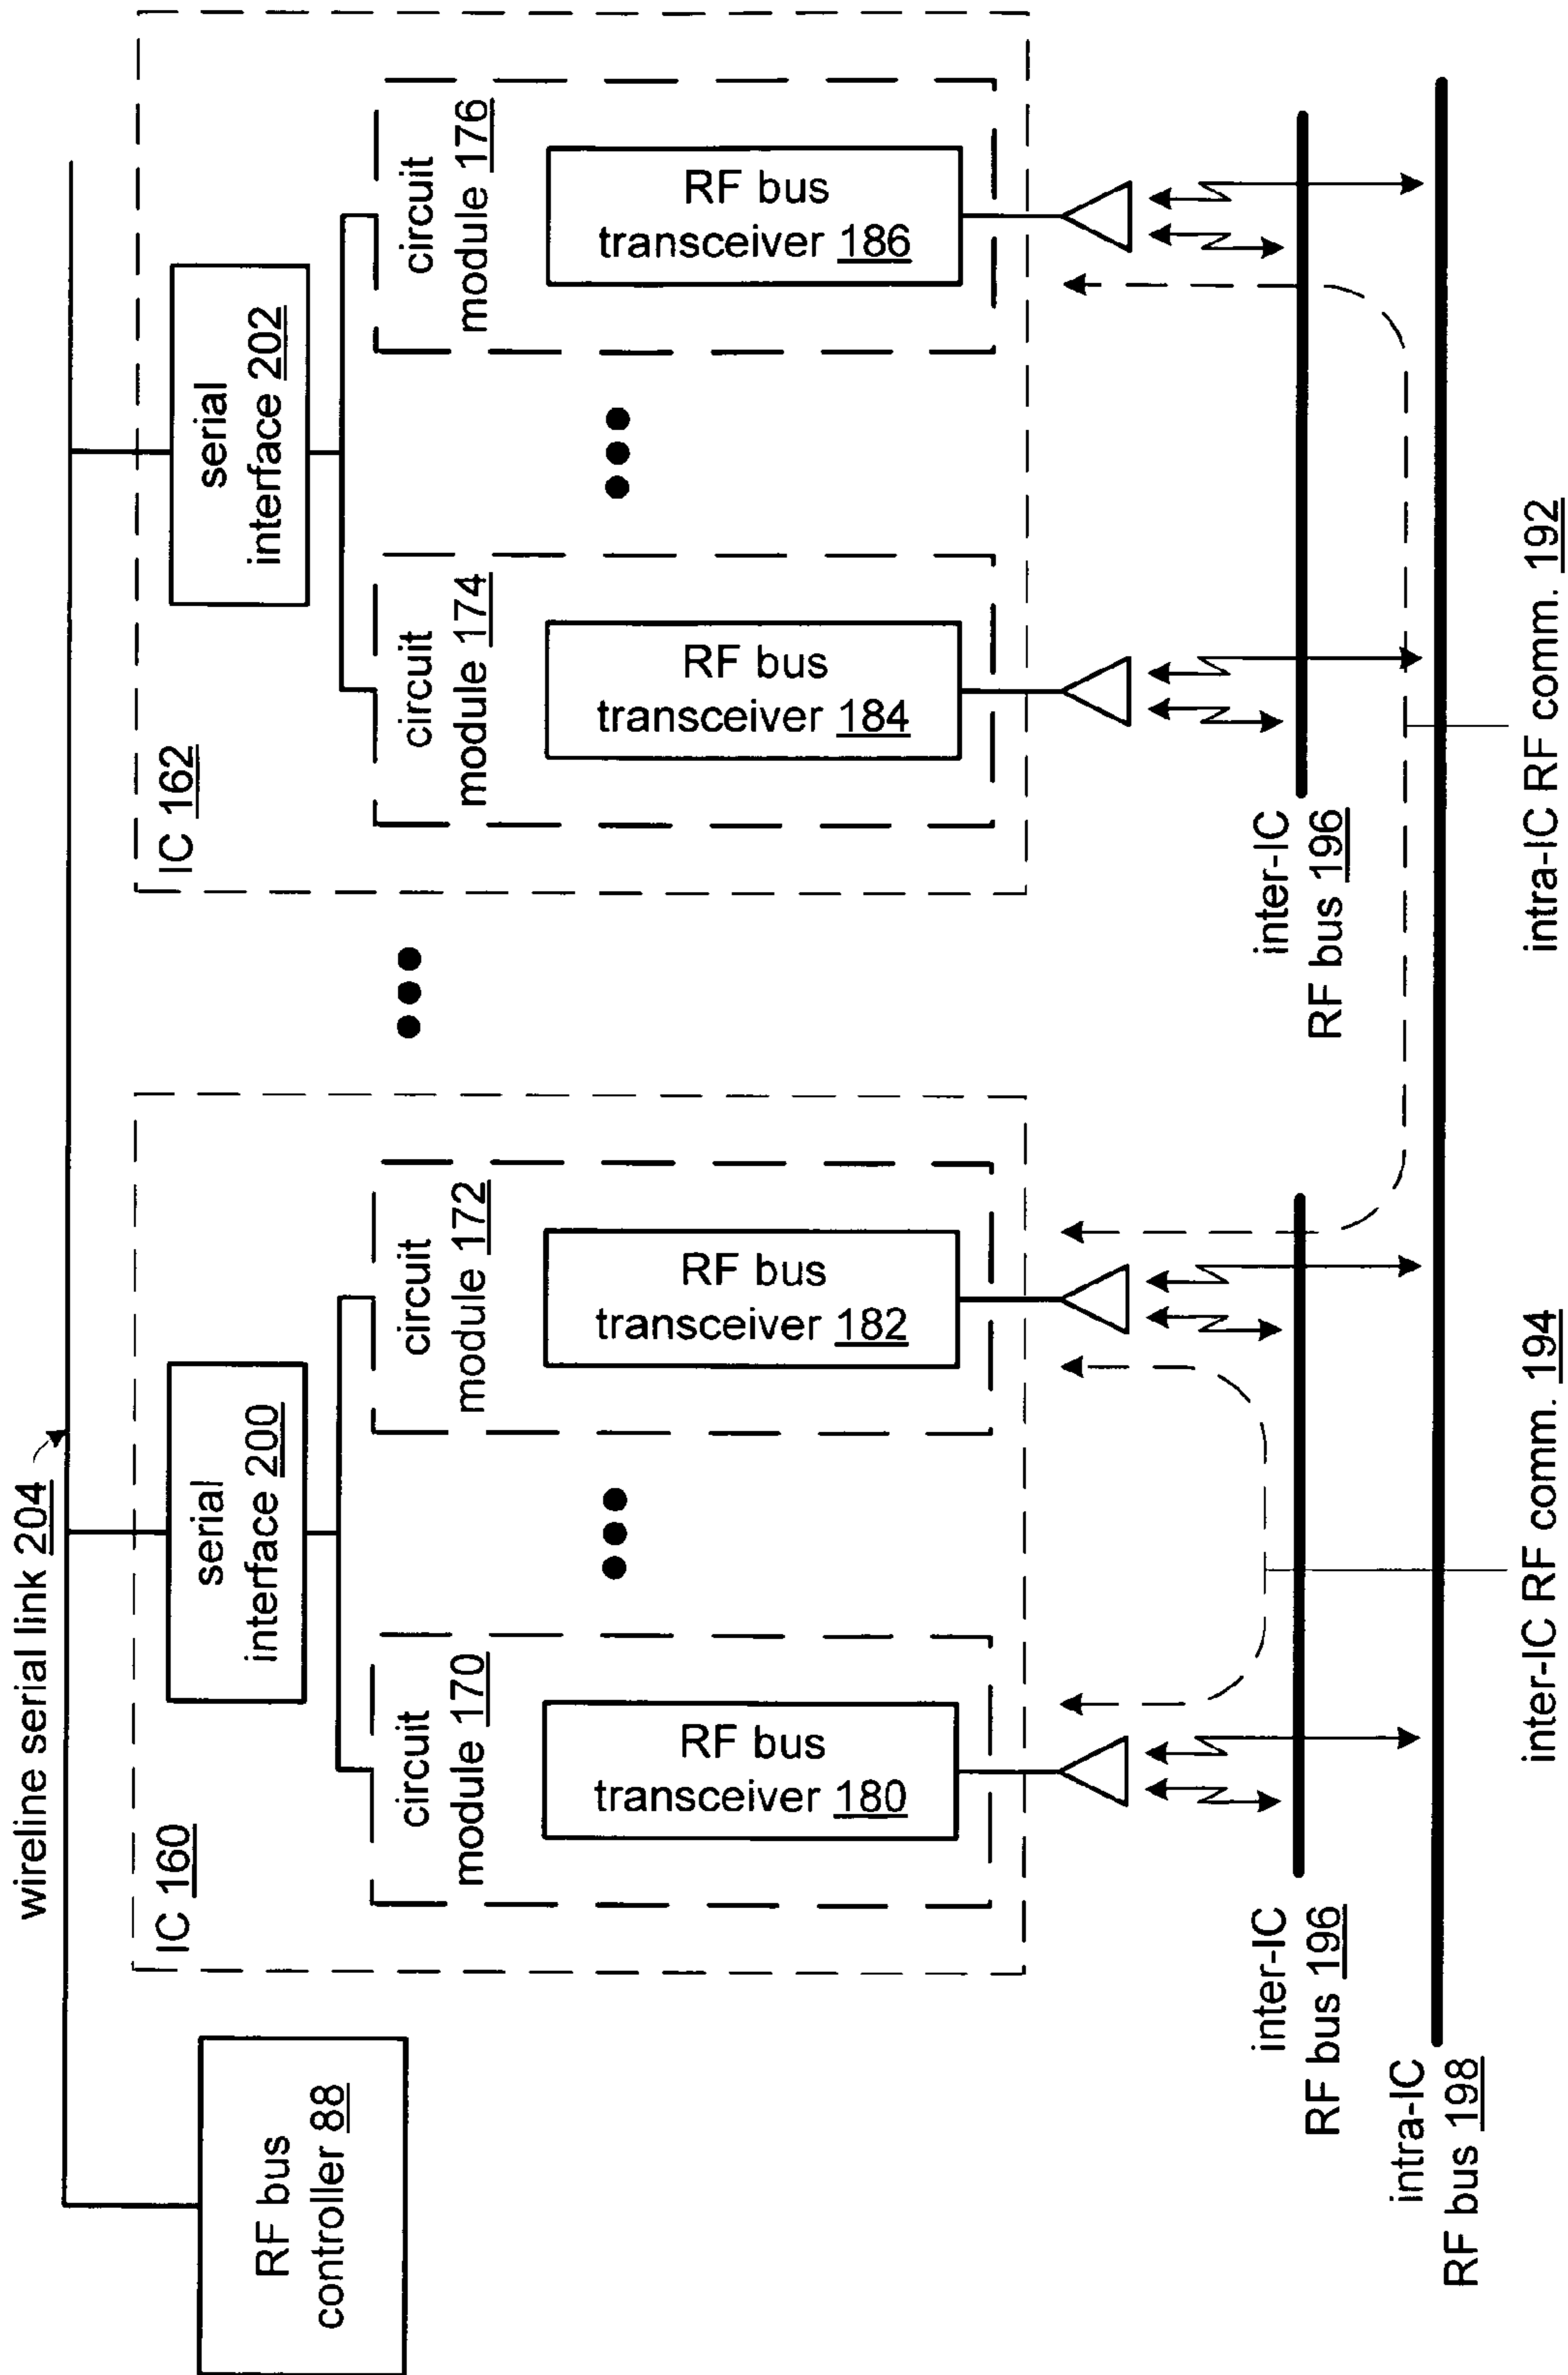 wireline serial link 204
RF bus
controller 88
IC 160
serial
interface 200
circuit
module 170
RF bus
transceiver 180
circuit
module 172
RF bus
transceiver 182
IC 162
serial
interface 202
circuit
module 174
RF bus
transceiver 184
circuit
module 176
RF bus
transceiver 186
inter-IC
RF bus 196
inter-IC
RF bus 196
intra-IC
RF bus 198
inter-IC RF comm. 194
intra-IC RF comm. 192